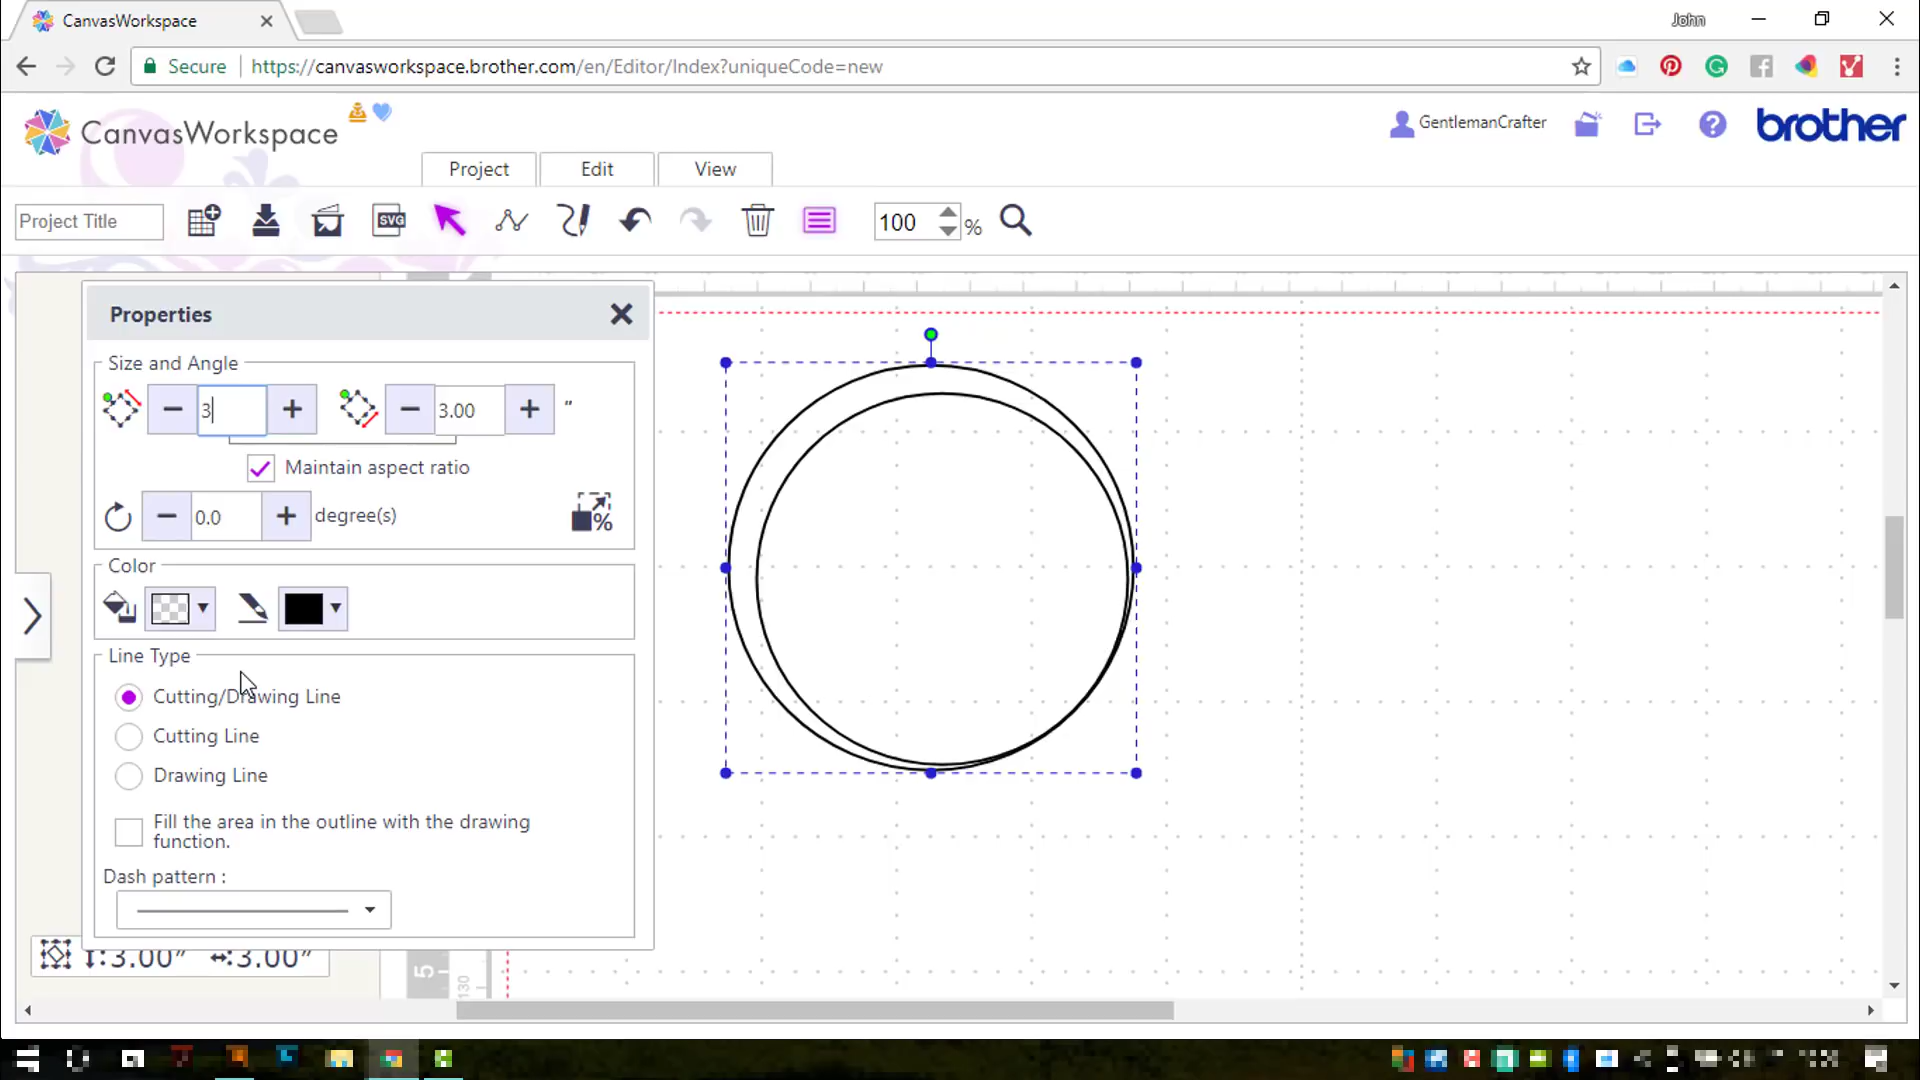 CanvasWorkspace
John
Secure
https://canvasworkspace.brother.com/en/Editor/Index?uniqueCode=new
CanvasWorkspace
GentlemanCrafter
brother
Project
Edit
View
Project Title
SVG
100
%
Properties
Size and Angle
3
3.00
"
Maintain aspect ratio
0.0
degree(s)
%
Color
Line Type
Cutting/Drawing Line
Cutting Line
Drawing Line
Fill the area in the outline with the drawing
function.
Dash pattern :
3.00" 3.00"
5
130